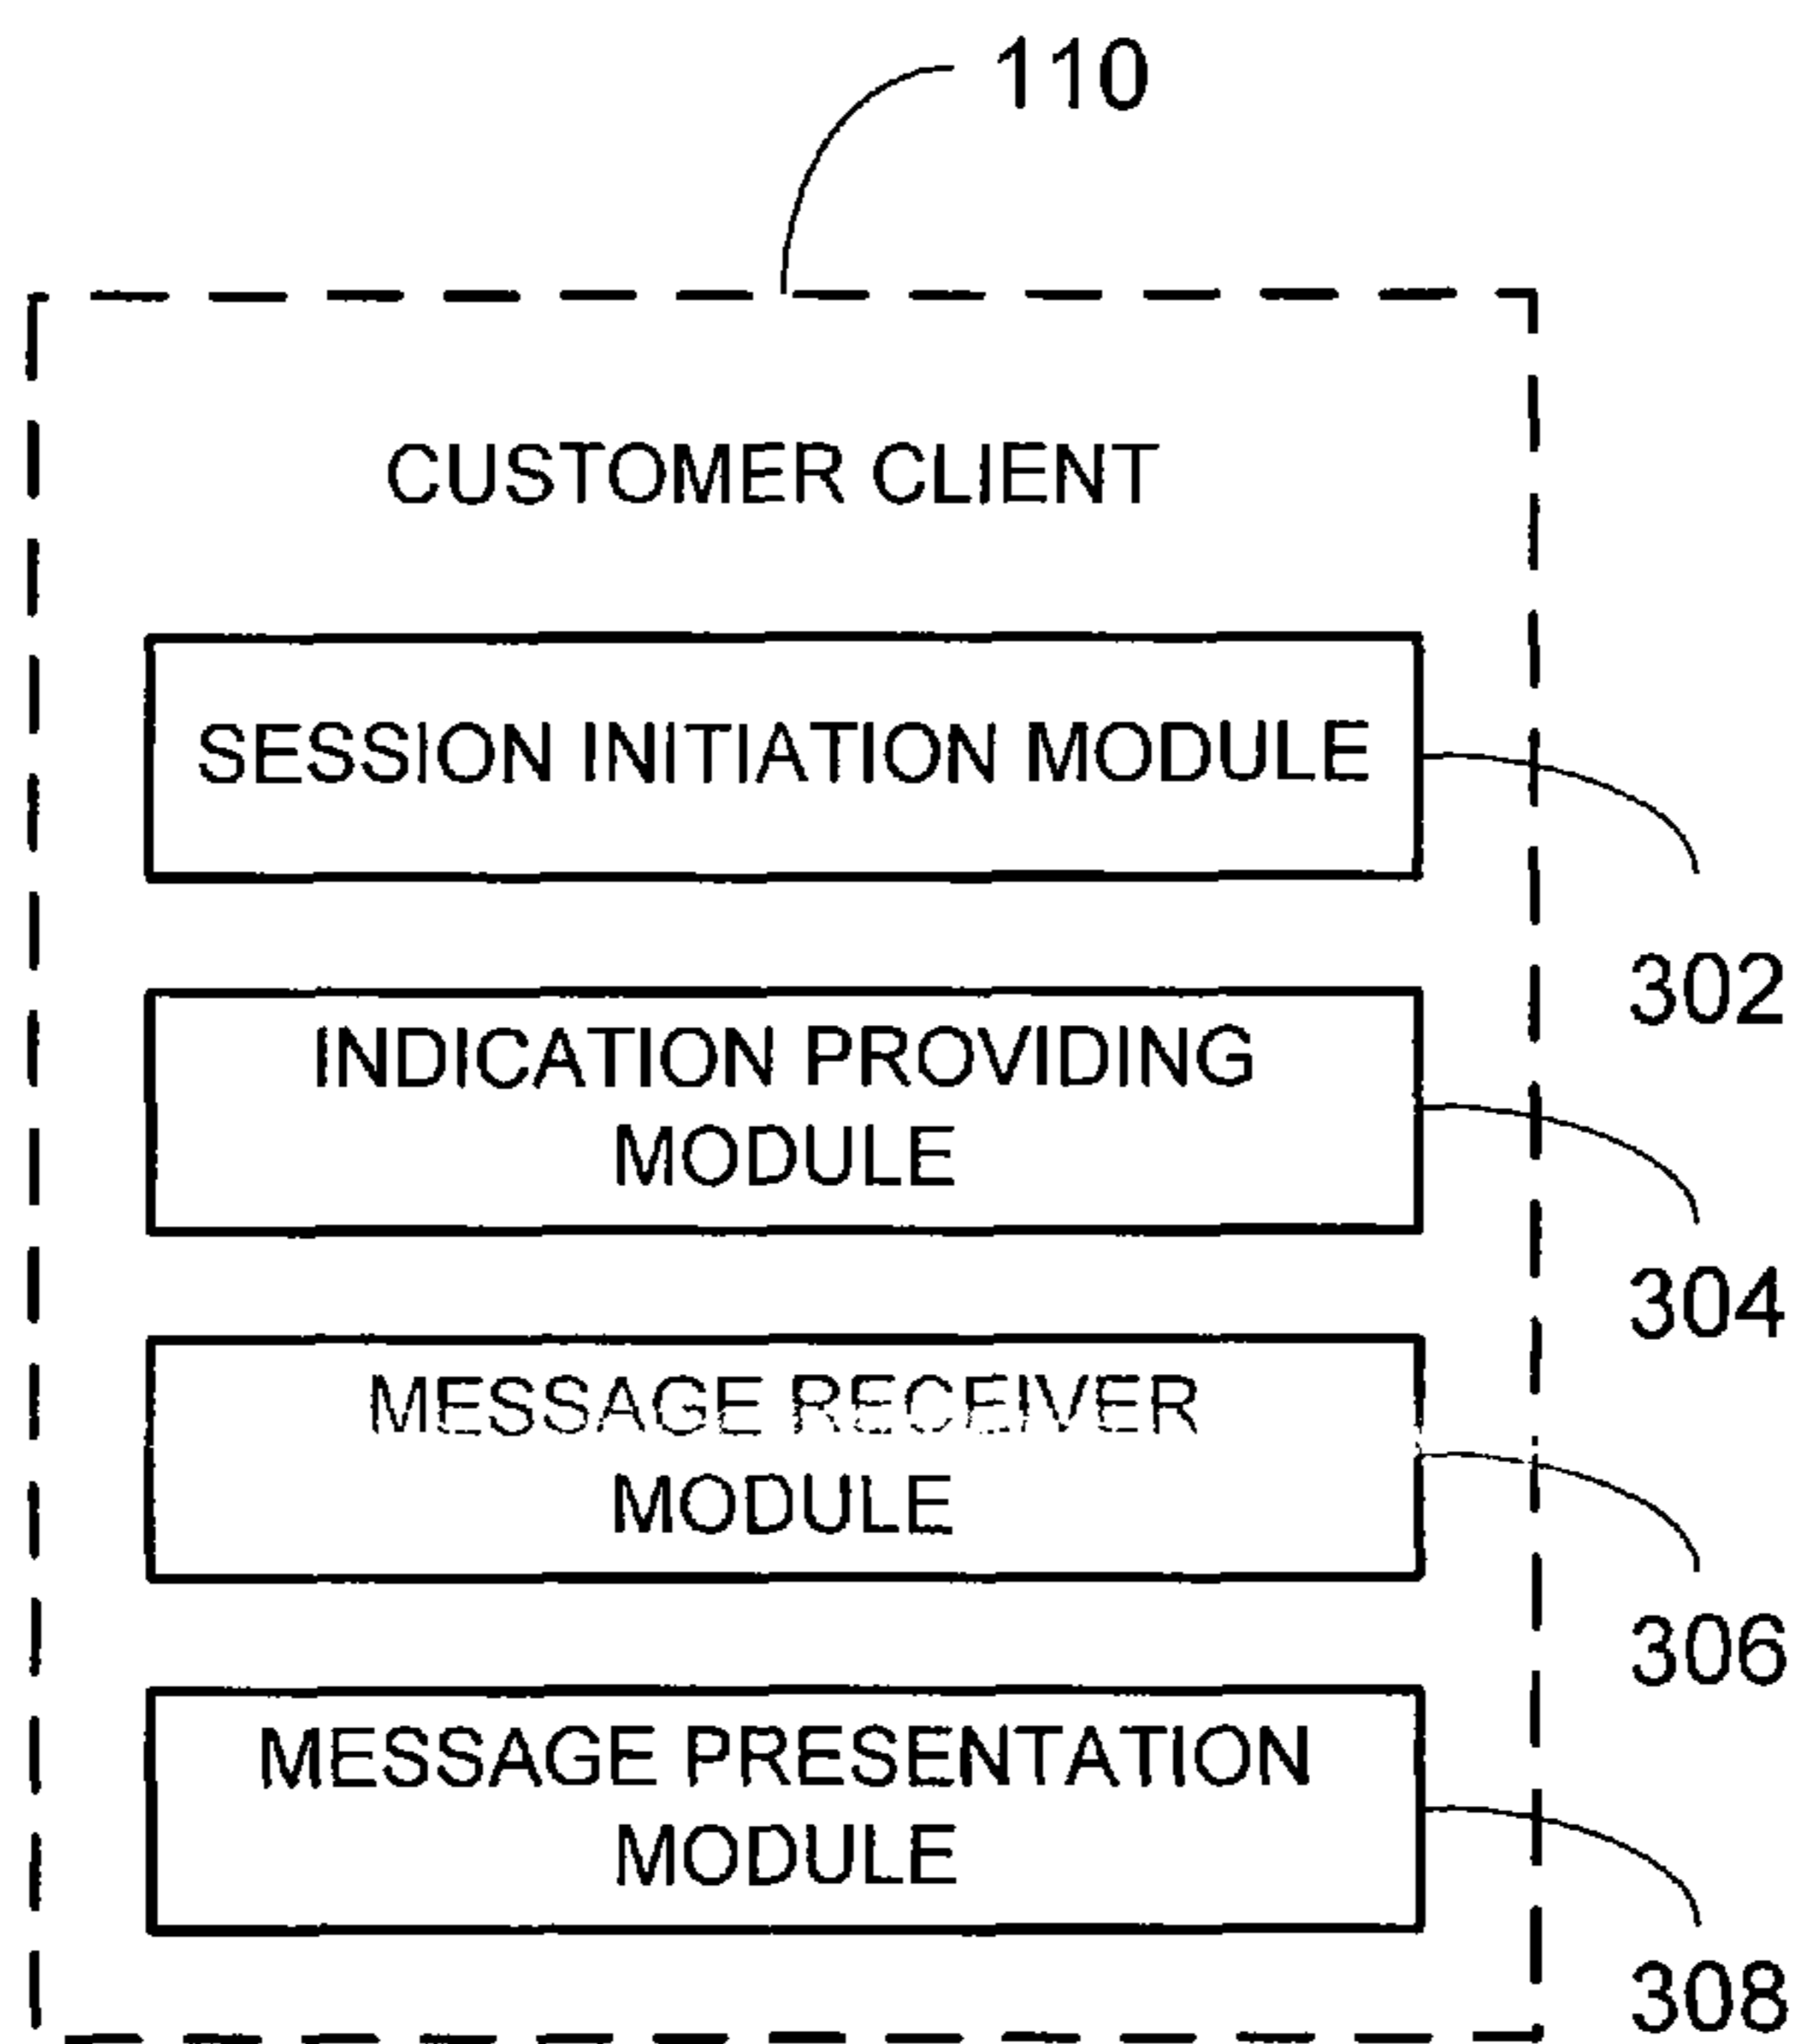 110
CUSTOMER CLIENT
SESSION INITIATION MODULE
302
INDICATION PROVIDING
MODULE
304
MESSAGE RECEIVER
MODULE
306
MESSAGE PRESENTATION
MODULE
308